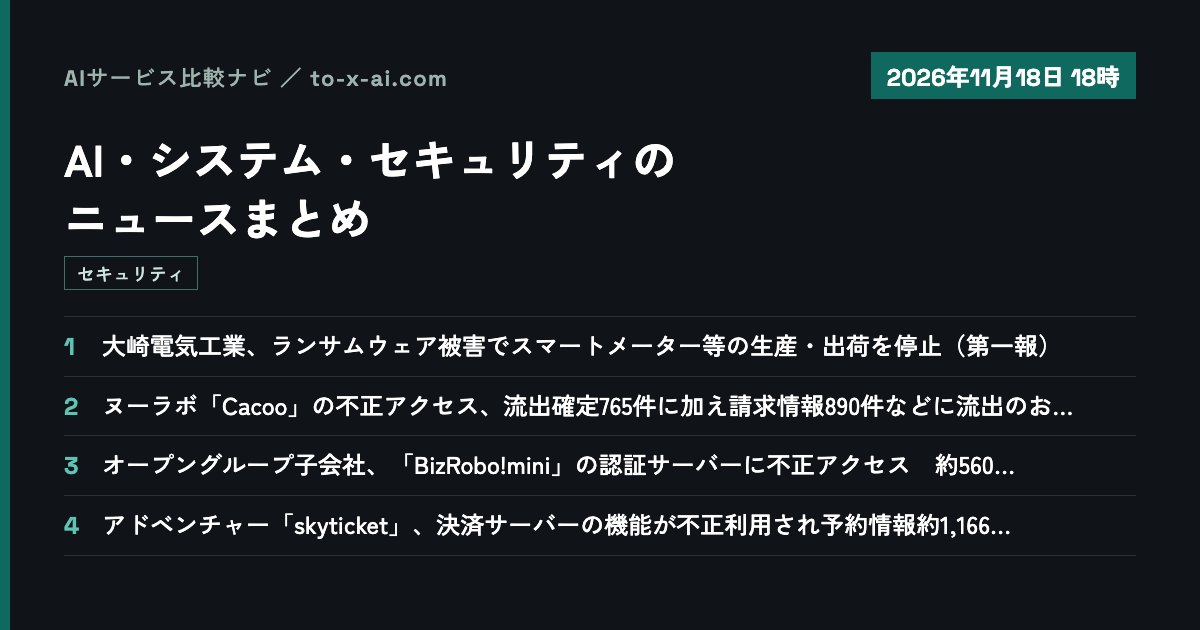 AIサービス比較ナビ ／ to-x-ai.com
2026年11月18日 18時
AI・システム・セキュリティの
ニュースまとめ
セキュリティ
1 大崎電気工業、ランサムウェア被害でスマートメーター等の生産・出荷を停止（第一報）
2 ヌーラボ「Cacoo」の不正アクセス、流出確定765件に加え請求情報890件などに流出のお…
3 オープングループ子会社、「BizRobo!mini」の認証サーバーに不正アクセス　約560…
4 アドベンチャー「skyticket」、決済サーバーの機能が不正利用され予約情報約1,166…